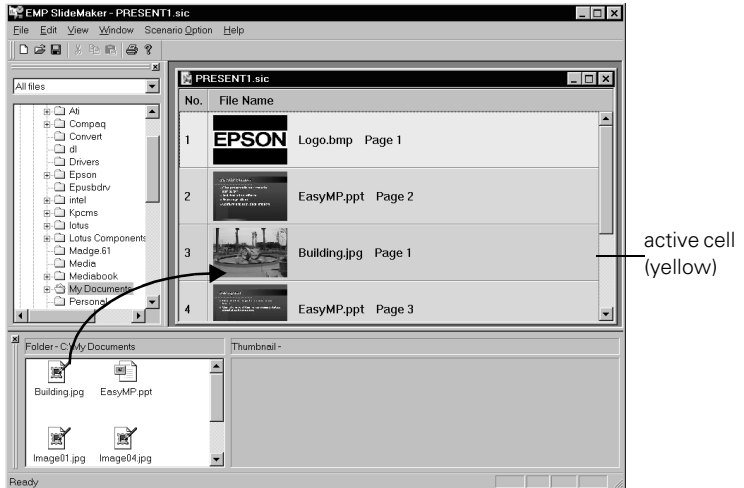 EMP SlideMaker - PRESENT1.sic
File Edit View Window Scenario Option Help
All files
Ati
Compaq
Convert
dl
Drivers
Epson
Epusbdrv
intel
Kpcms
lotus
Lotus Components
Madge.61
Media
Mediabook
My Documents
Personal
PRESENT1.sic
No. File Name
1 EPSON Logo.bmp Page 1
2 EasyMP.ppt Page 2
3 Building.jpg Page 1
4 EasyMP.ppt Page 3
active cell
(yellow)
Folder - C:\My Documents
Thumbnail -
Building.jpg EasyMP.ppt
Image01.jpg Image04.jpg
Ready